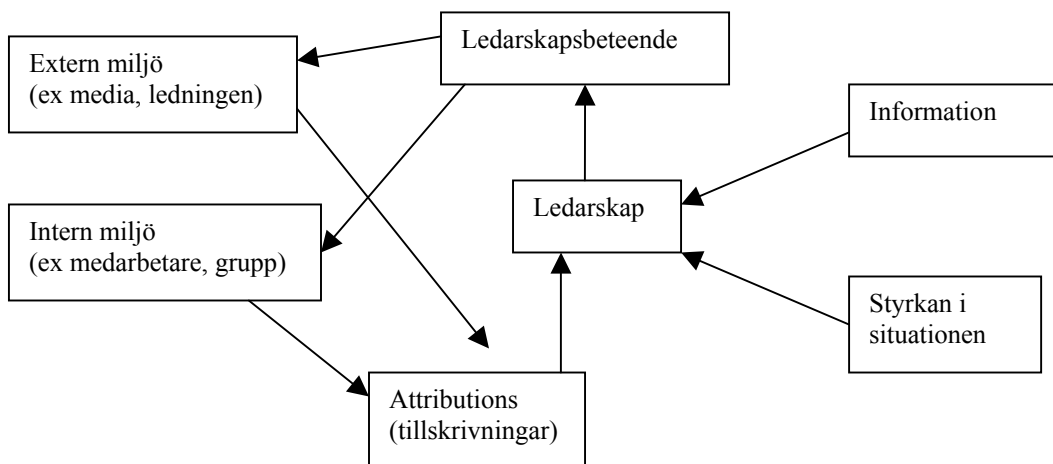 Ledarskapsbeteende
Extern miljö
(ex media, ledningen)
Information
Ledarskap
Intern miljö
(ex medarbetare, grupp)
Styrkan i
situationen
Attributions
(tillskrivningar)